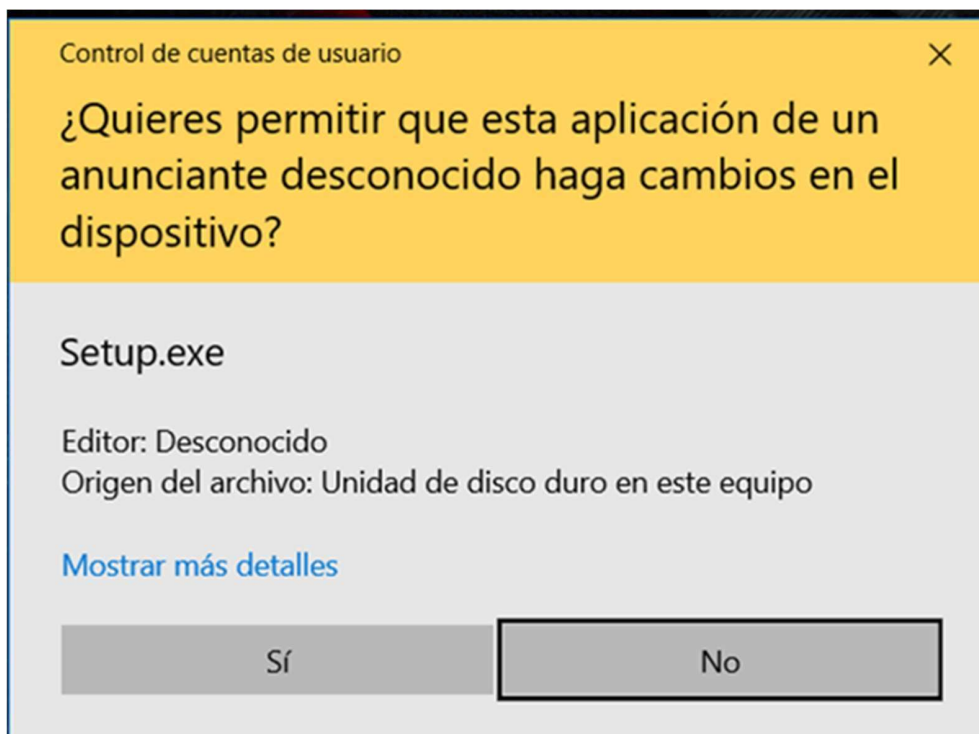 Control de cuentas de usuario
¿Quieres permitir que esta aplicación de un
anunciante desconocido haga cambios en el
dispositivo?
Setup.exe
Editor: Desconocido
Origen del archivo: Unidad de disco duro en este equipo
Mostrar más detalles
Sí
No